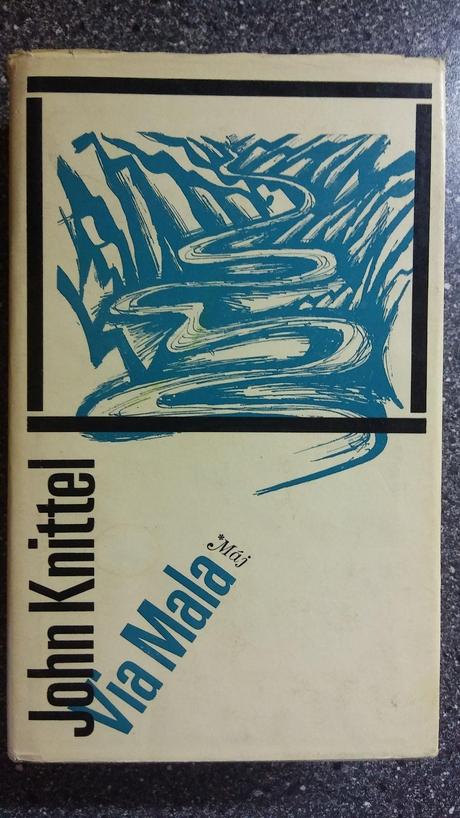 John Knittel
Via Mala
*Máj